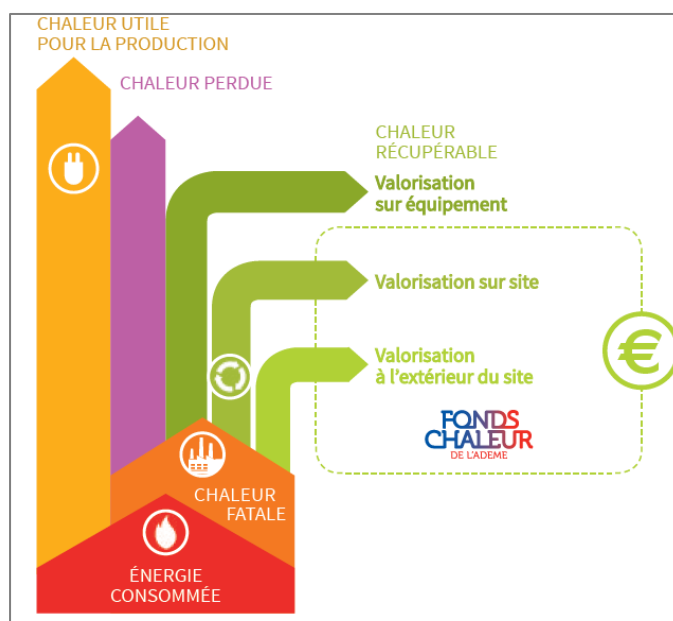 CHALEUR UTILE
POUR LA PRODUCTION
CHALEUR PERDUE
CHALEUR
RÉCUPÉRABLE
Valorisation
sur équipement
Valorisation sur site
Valorisation
à l'extérieur du site
€
FONDS
CHALEUR
DE L'ADEME
CHALEUR
FATALE
ÉNERGIE
CONSOMMÉE